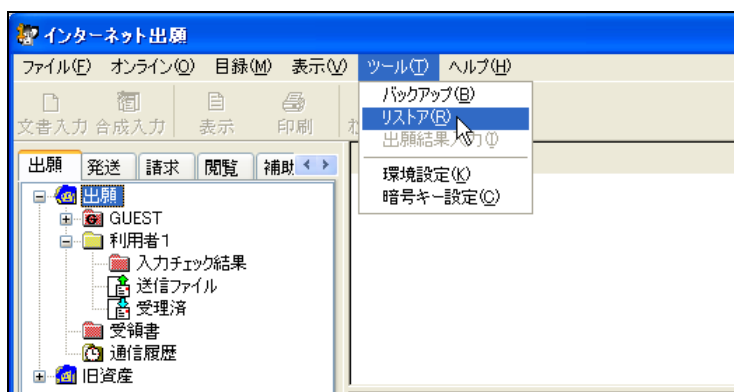 インターネット出願
ファイル(F) オンライン(O) 目録(M) 表示(V) ツール(T) ヘルプ(H)
文書入力 合成入力 表示 印刷
バックアップ(B)
リストア(R)
出願結果入力(I)
環境設定(K)
暗号キー設定(C)
出願 発送 請求 閲覧 補助
出願
GUEST
利用者1
入力チェック結果
送信ファイル
受理済
受領書
通信履歴
旧資産